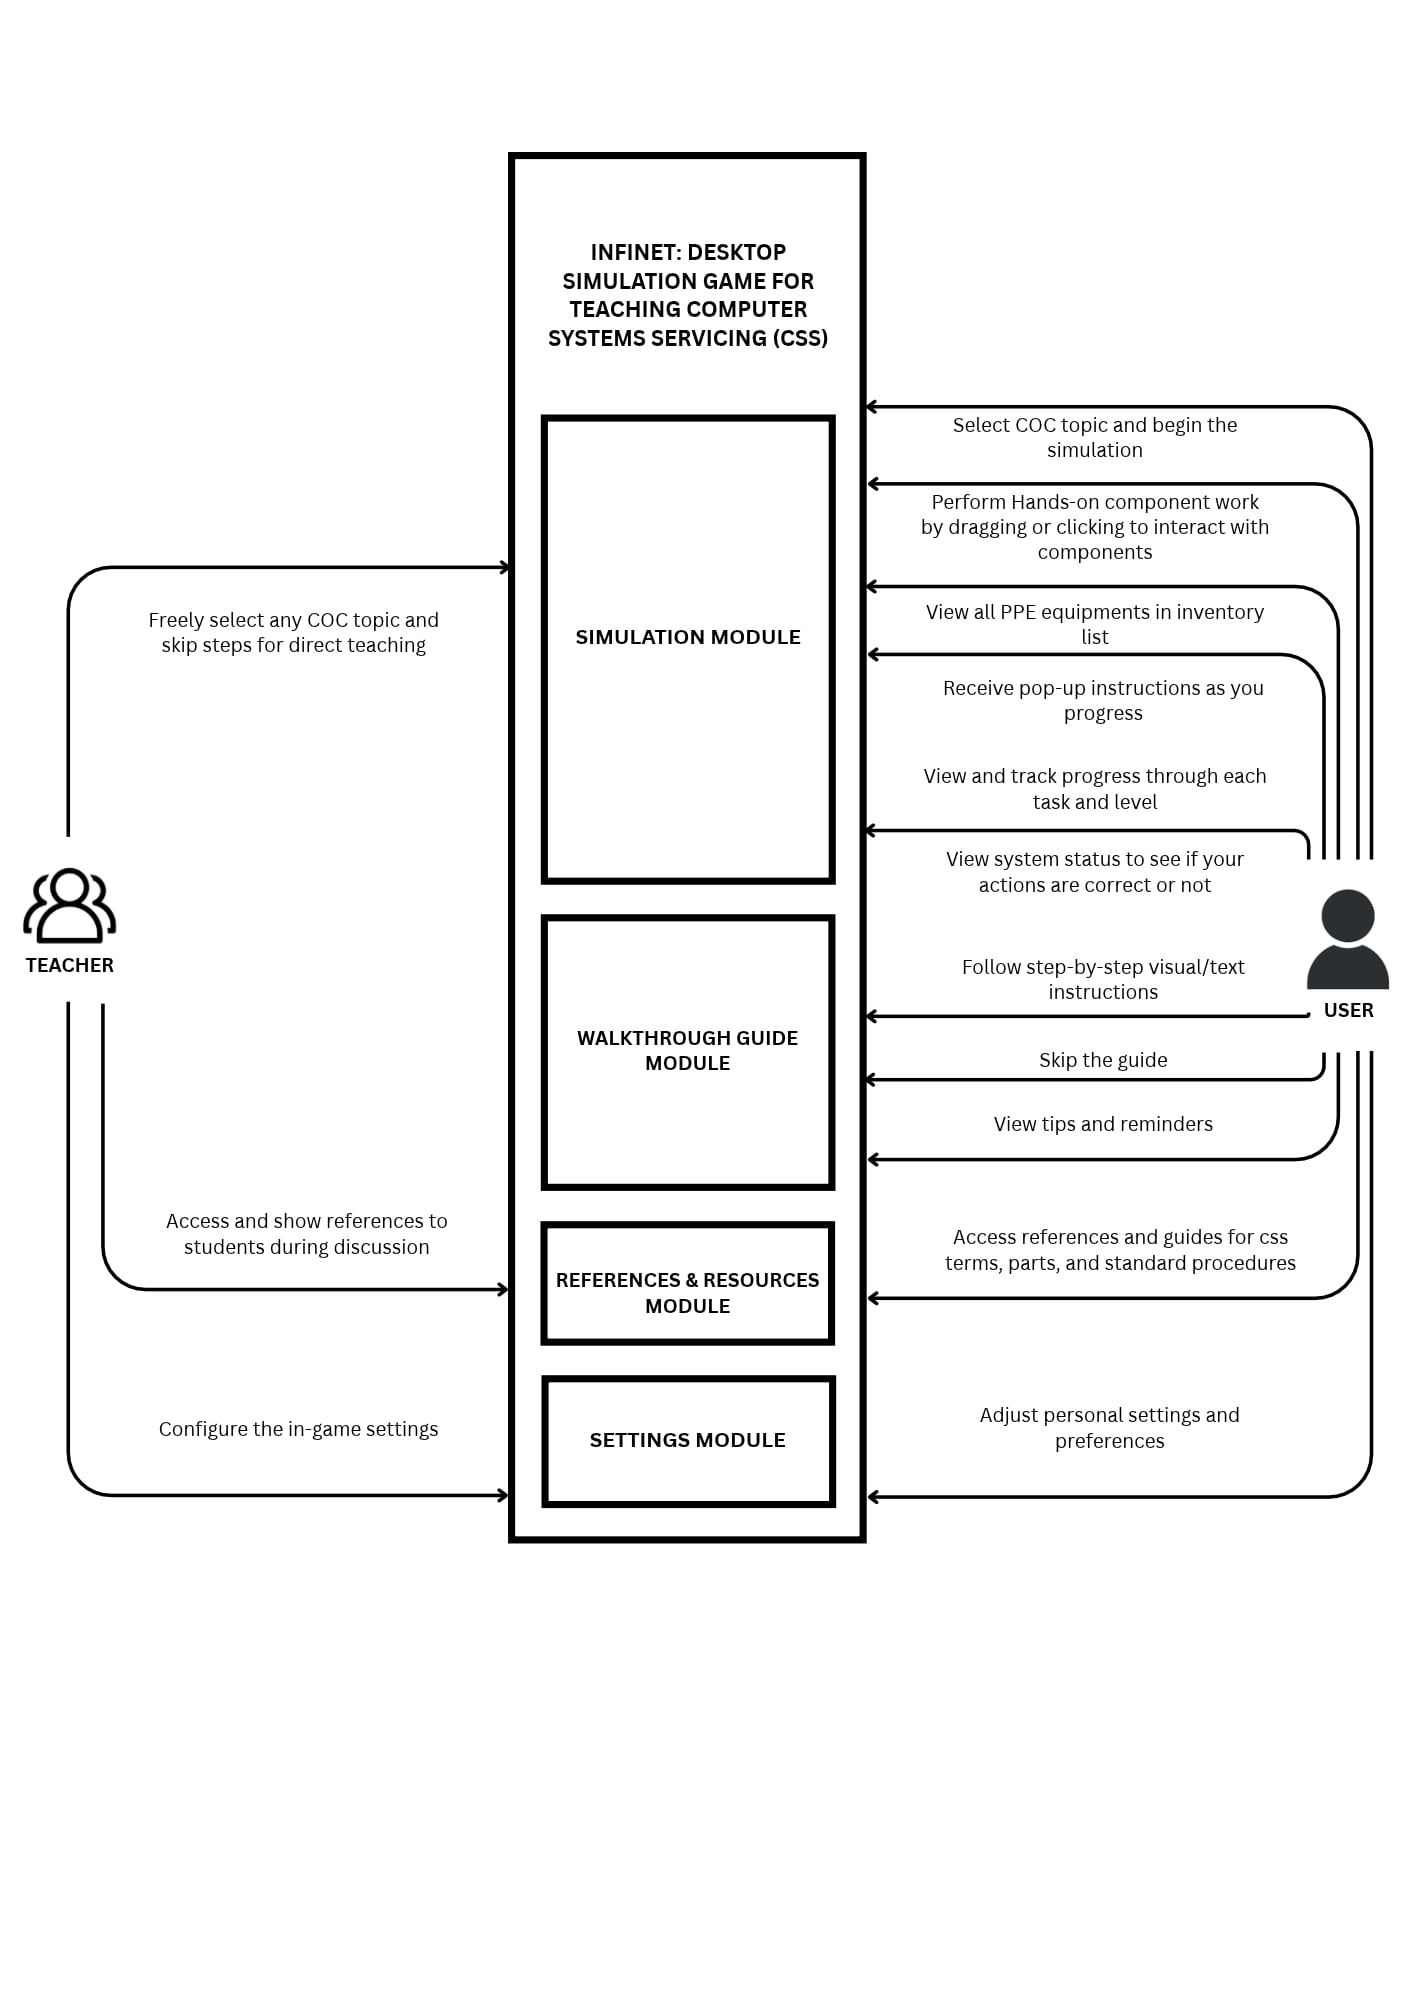 INFINET: DESKTOP
SIMULATION GAME FOR
TEACHING COMPUTER
SYSTEMS SERVICING (CSS)
SIMULATION MODULE
WALKTHROUGH GUIDE
MODULE
REFERENCES & RESOURCES
MODULE
SETTINGS MODULE
Freely select any COC topic and
skip steps for direct teaching
TEACHER
Access and show references to
students during discussion
Configure the in-game settings
Select COC topic and begin the
simulation
Perform Hands-on component work
by dragging or clicking to interact with
components
View all PPE equipments in inventory
list
Receive pop-up instructions as you
progress
View and track progress through each
task and level
View system status to see if your
actions are correct or not
Follow step-by-step visual/text
instructions
USER
Skip the guide
View tips and reminders
Access references and guides for css
terms, parts, and standard procedures
Adjust personal settings and
preferences